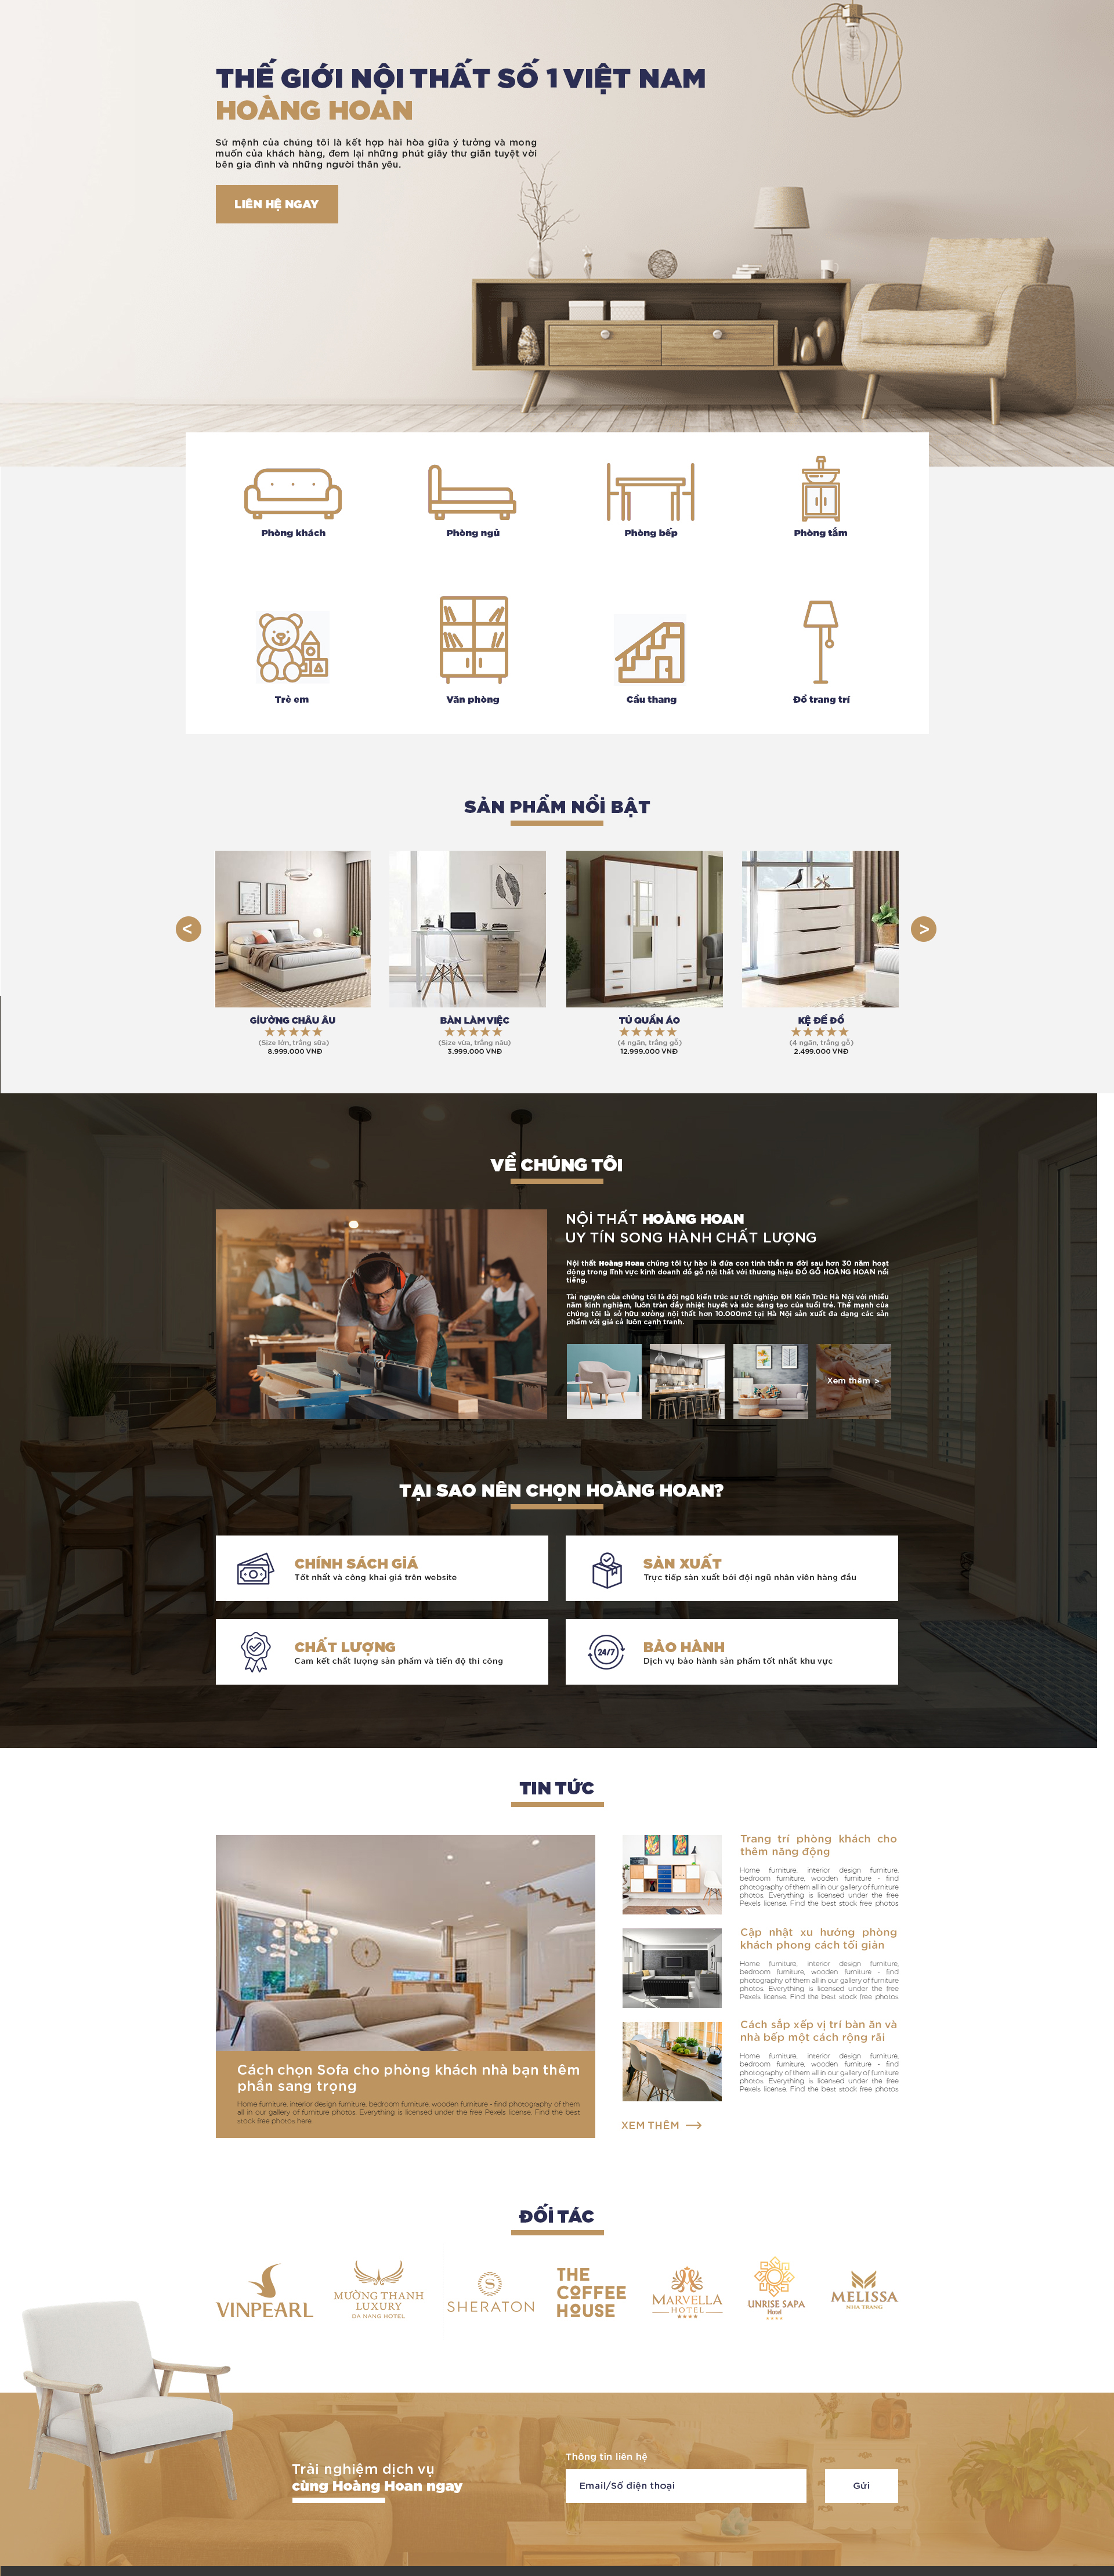 THẾ GIỚI NỘI THẤT SỐ 1 VIỆT NAM
HOÀNG HOAN
Sứ mệnh của chúng tôi là kết hợp hài hòa giữa ý tưởng và mong
muốn của khách hàng, đem lại những phút giây thư giãn tuyệt vời
bên gia đình và những người thân yêu.
LIÊN HỆ NGAY
Phòng khách
Phòng ngủ
Phòng bếp
Phòng tắm
Trẻ em
Văn phòng
Cầu thang
Đồ trang trí
SẢN PHẨM NỔI BẬT
<
>
GIƯỜNG CHÂU ÂU
(Size lớn, trắng sữa)
8.999.000 VNĐ
BÀN LÀM VIỆC
(Size vừa, trắng nâu)
3.999.000 VNĐ
TỦ QUẦN ÁO
(4 ngăn, trắng gỗ)
12.999.000 VNĐ
KỆ ĐỂ ĐỒ
(4 ngăn, trắng gỗ)
2.499.000 VNĐ
VỀ CHÚNG TÔI
NỘI THẤT HOÀNG HOAN
UY TÍN SONG HÀNH CHẤT LƯỢNG
Nội thất Hoàng Hoan chúng tôi tự hào là đứa con tinh thần ra đời sau hơn 30 năm hoạt
động trong lĩnh vực kinh doanh đồ gỗ nội thất với thương hiệu ĐỒ GỖ HOÀNG HOAN nổi
tiếng.
Tài nguyên của chúng tôi là đội ngũ kiến trúc sư tốt nghiệp ĐH Kiến Trúc Hà Nội với nhiều
năm kinh nghiệm, luôn tràn đầy nhiệt huyết và sức sáng tạo của tuổi trẻ. Thế mạnh của
chúng tôi là sở hữu xưởng nội thất hơn 10.000m2 tại Hà Nội sản xuất đa dạng các sản
phẩm với giá cả luôn cạnh tranh.
Xem thêm >
TẠI SAO NÊN CHỌN HOÀNG HOAN?
CHÍNH SÁCH GIÁ
Tốt nhất và công khai giá trên website
SẢN XUẤT
Trực tiếp sản xuất bởi đội ngũ nhân viên hàng đầu
CHẤT LƯỢNG
Cam kết chất lượng sản phẩm và tiến độ thi công
24/7
BẢO HÀNH
Dịch vụ bảo hành sản phẩm tốt nhất khu vực
TIN TỨC
Cách chọn Sofa cho phòng khách nhà bạn thêm
phần sang trọng
Home furniture, interior design furniture, bedroom furniture, wooden furniture - find photography of them
all in our gallery of furniture photos. Everything is licensed under the free Pexels license. Find the best
stock free photos here.
Trang trí phòng khách cho
thêm năng động
Home furniture, interior design furniture,
bedroom furniture, wooden furniture - find
photography of them all in our gallery of furniture
photos. Everything is licensed under the free
Pexels license. Find the best stock free photos
Cập nhật xu hướng phòng
khách phong cách tối giản
Home furniture, interior design furniture,
bedroom furniture, wooden furniture - find
photography of them all in our gallery of furniture
photos. Everything is licensed under the free
Pexels license. Find the best stock free photos
Cách sắp xếp vị trí bàn ăn và
nhà bếp một cách rộng rãi
Home furniture, interior design furniture,
bedroom furniture, wooden furniture - find
photography of them all in our gallery of furniture
photos. Everything is licensed under the free
Pexels license. Find the best stock free photos
XEM THÊM
ĐỐI TÁC
VINPEARL
MƯỜNG THANH
LUXURY
DA NANG HOTEL
S
SHERATON
THE
COFFEE
HOUSE
MARVELLA
HOTEL
UNRISE SAPA
Hotel
MELISSA
NHA TRANG
Trải nghiệm dịch vụ
cùng Hoàng Hoan ngay
Thông tin liên hệ
Email/Số điện thoại
Gửi